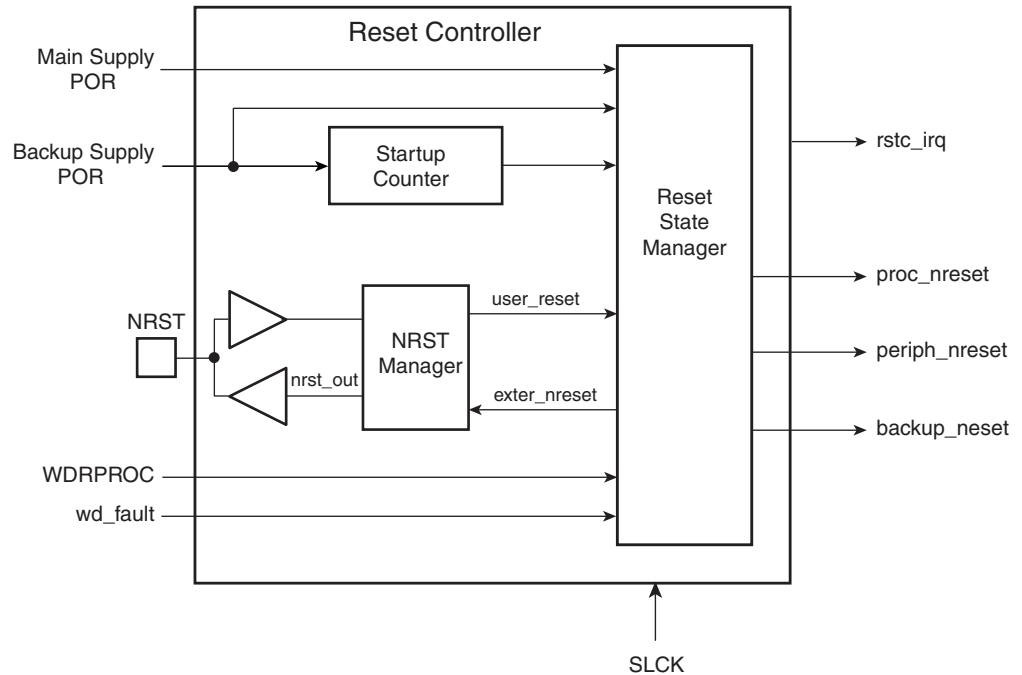 Reset Controller
Main Supply
POR
Backup Supply
POR
Startup
Counter
rstc_irq
Reset
State
Manager
proc_nreset
user_reset
NRST
NRST
Manager
periph_nreset
nrst_out
exter_nreset
backup_neset
WDRPROC
wd_fault
SLCK